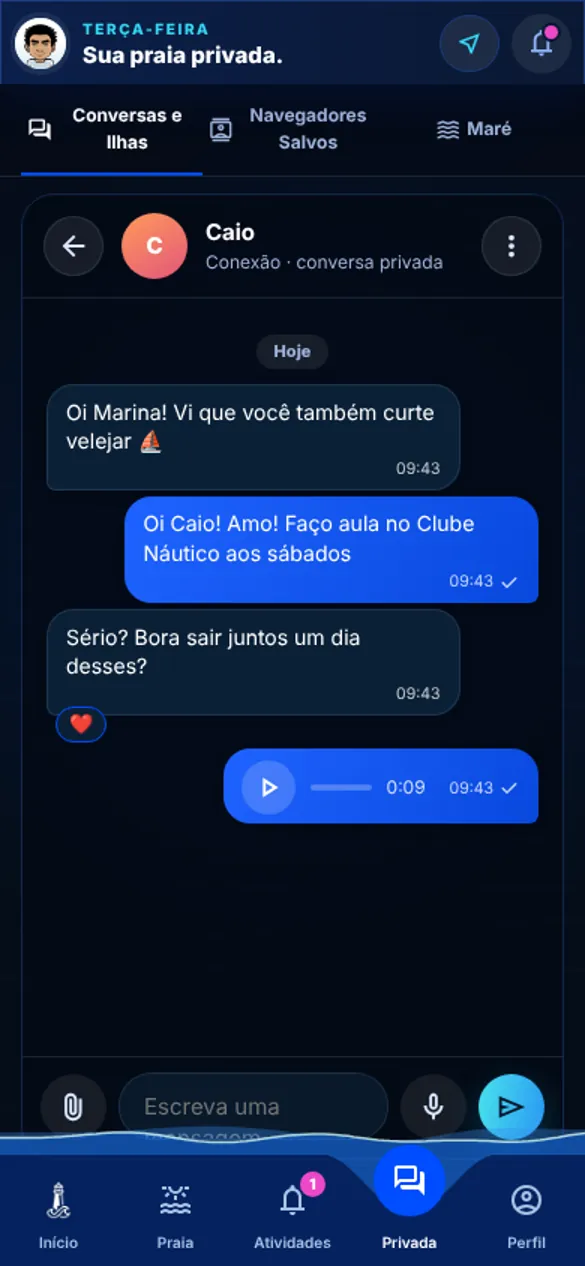 TERÇA-FEIRA
Sua praia privada.
Conversas e
Ilhas
Navegadores
Salvos
Maré
C
Caio
Conexão · conversa privada
Hoje
Oi Marina! Vi que você também curte
velejar ⛵
09:43
Oi Caio! Amo! Faço aula no Clube
Náutico aos sábados
09:43
Sério? Bora sair juntos um dia
desses?
09:43
❤️
0:09 09:43
Escreva uma
mensagem
1
Início
Praia
Atividades
Privada
Perfil